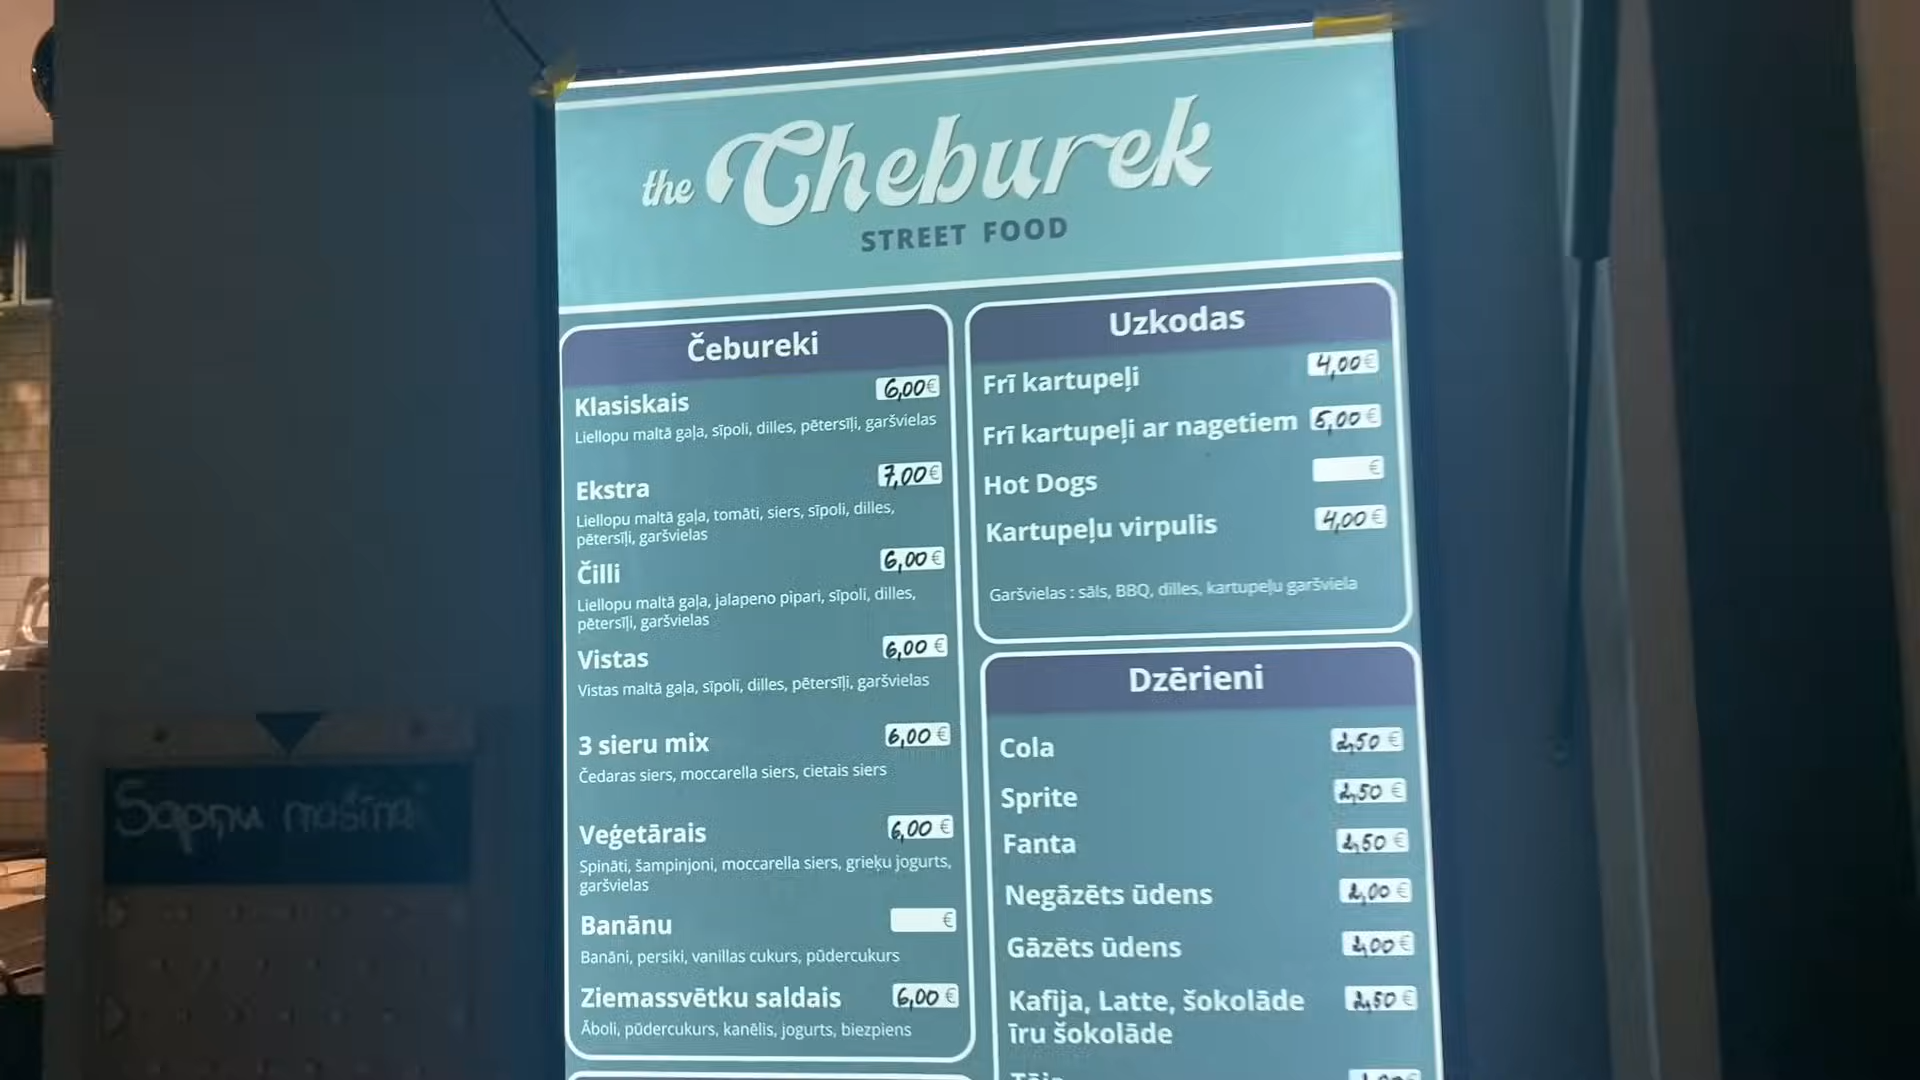 the Cheburek
STREET FOOD
Čebureki
Klasiskais 6,00€
Liellopu maltā gaļa, sīpoli, dilles, pētersīļi, garšvielas
Ekstra 7,00€
Liellopu maltā gaļa, tomāti, siers, sīpoli, dilles,
pētersīļi, garšvielas
Čilli 6,00€
Liellopu maltā gaļa, jalapeno pipari, sīpoli, dilles,
pētersīļi, garšvielas
Vistas 6,00 €
Vistas maltā gaļa, sīpoli, dilles, pētersīļi, garšvielas
3 sieru mix 6,00 €
Čedaras siers, moccarella siers, cietais siers
Veģetārais 6,00 €
Spināti, šampinjoni, moccarella siers, grieķu jogurts,
garšvielas
Banānu €
Banāni, persiki, vanillas cukurs, pūdercukurs
Ziemassvētku saldais 6,00 €
Āboli, pūdercukurs, kanēlis, jogurts, biezpiens
Uzkodas
Frī kartupeļi 4,00€
Frī kartupeļi ar nagetiem 5,00 €
Hot Dogs €
Kartupeļu virpulis 4,00 €
Garšvielas : sāls, BBQ, dilles, kartupeļu garšviela
Dzērieni
Cola 2,50 €
Sprite 2,50 €
Fanta 2,50 €
Negāzēts ūdens 2,00 €
Gāzēts ūdens 2,00 €
Kafija, Latte, šokolāde 2,50 €
īru šokolāde
Sapņu mašīna